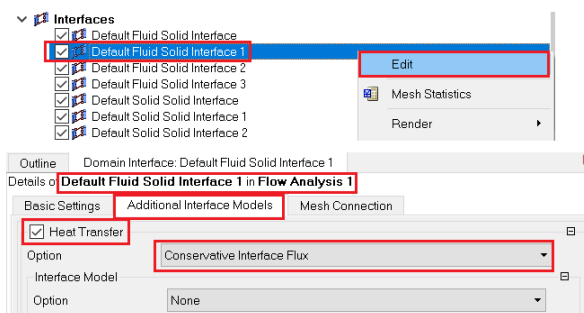 Interfaces
Default Fluid Solid Interface
Default Fluid Solid Interface 1
Default Fluid Solid Interface 2
Default Fluid Solid Interface 3
Default Solid Solid Interface
Default Solid Solid Interface 1
Default Solid Solid Interface 2
Edit
Mesh Statistics
Render
Outline Domain Interface: Default Fluid Solid Interface 1
Details of Default Fluid Solid Interface 1 in Flow Analysis 1
Basic Settings Additional Interface Models Mesh Connection
Heat Transfer
Option Conservative Interface Flux
Interface Model
Option None